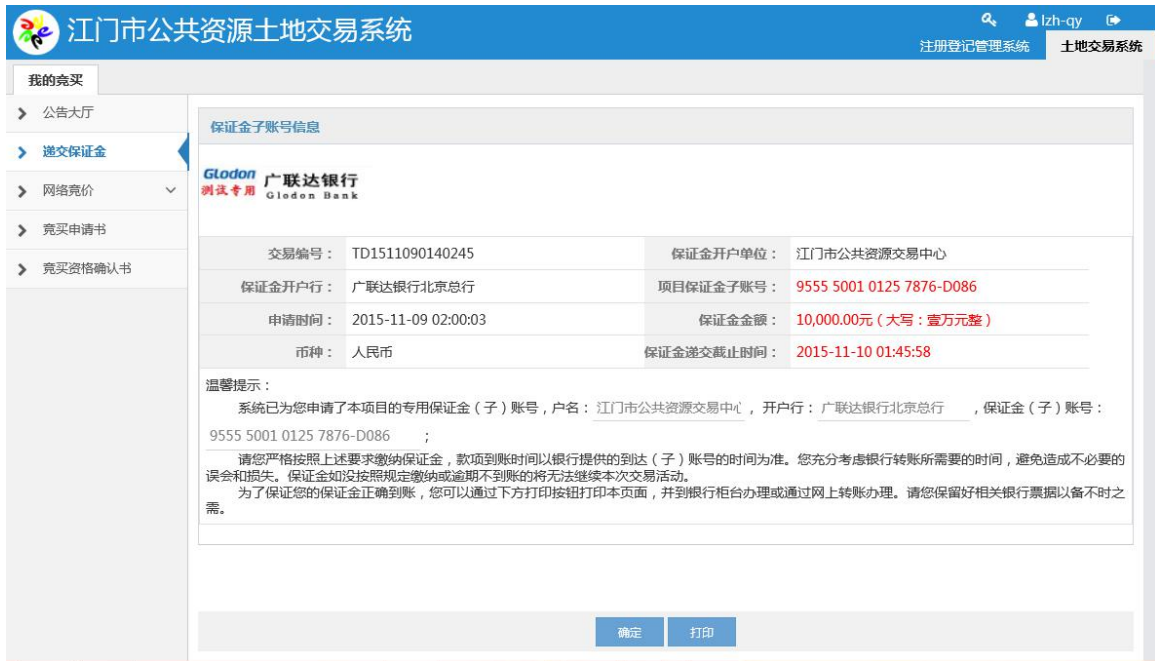 江门市公共资源土地交易系统
lzh-qy
注册登记管理系统 土地交易系统
我的竞买
公告大厅
递交保证金
网络竞价
竞买申请书
竞买资格确认书
保证金子账号信息
Glodon 广联达银行
测试专用 Glodon Bank
交易编号： TD1511090140245 保证金开户单位： 江门市公共资源交易中心
保证金开户行： 广联达银行北京总行 项目保证金子账号： 9555 5001 0125 7876-D086
申请时间： 2015-11-09 02:00:03 保证金金额： 10,000.00元（大写：壹万元整）
币种： 人民币 保证金递交截止时间： 2015-11-10 01:45:58
温馨提示：
系统已为您申请了本项目的专用保证金（子）账号，户名： 江门市公共资源交易中心 ，开户行： 广联达银行北京总行 ，保证金（子）账号：
9555 5001 0125 7876-D086 ；
请您严格按照上述要求缴纳保证金，款项到账时间以银行提供的到达（子）账号的时间为准。您充分考虑银行转账所需要的时间，避免造成不必要的
误会和损失。保证金如没按照规定缴纳或逾期不到账的将无法继续本次交易活动。
为了保证您的保证金正确到账，您可以通过下方打印按钮打印本页面，并到银行柜台办理或通过网上转账办理。请您保留好相关银行票据以备不时之
需。
确定 打印